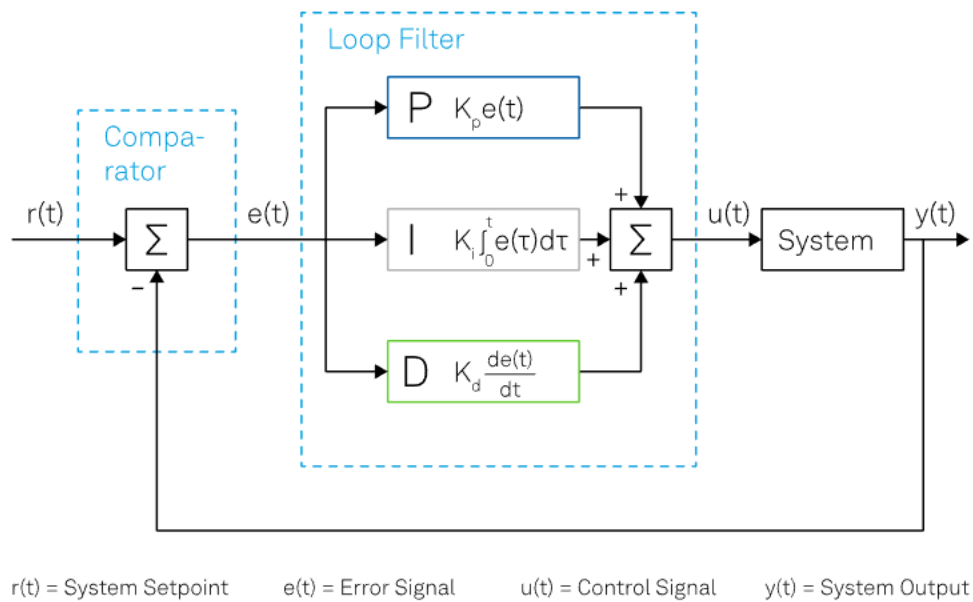 Loop Filter
P K_p e(t)
Compa-
rator
r(t)
Σ
e(t)
I K_i ∫_0^t e(τ)dτ
+
+
Σ
u(t)
System
y(t)
−
+
D K_d de(t)/dt
r(t) = System Setpoint e(t) = Error Signal u(t) = Control Signal y(t) = System Output